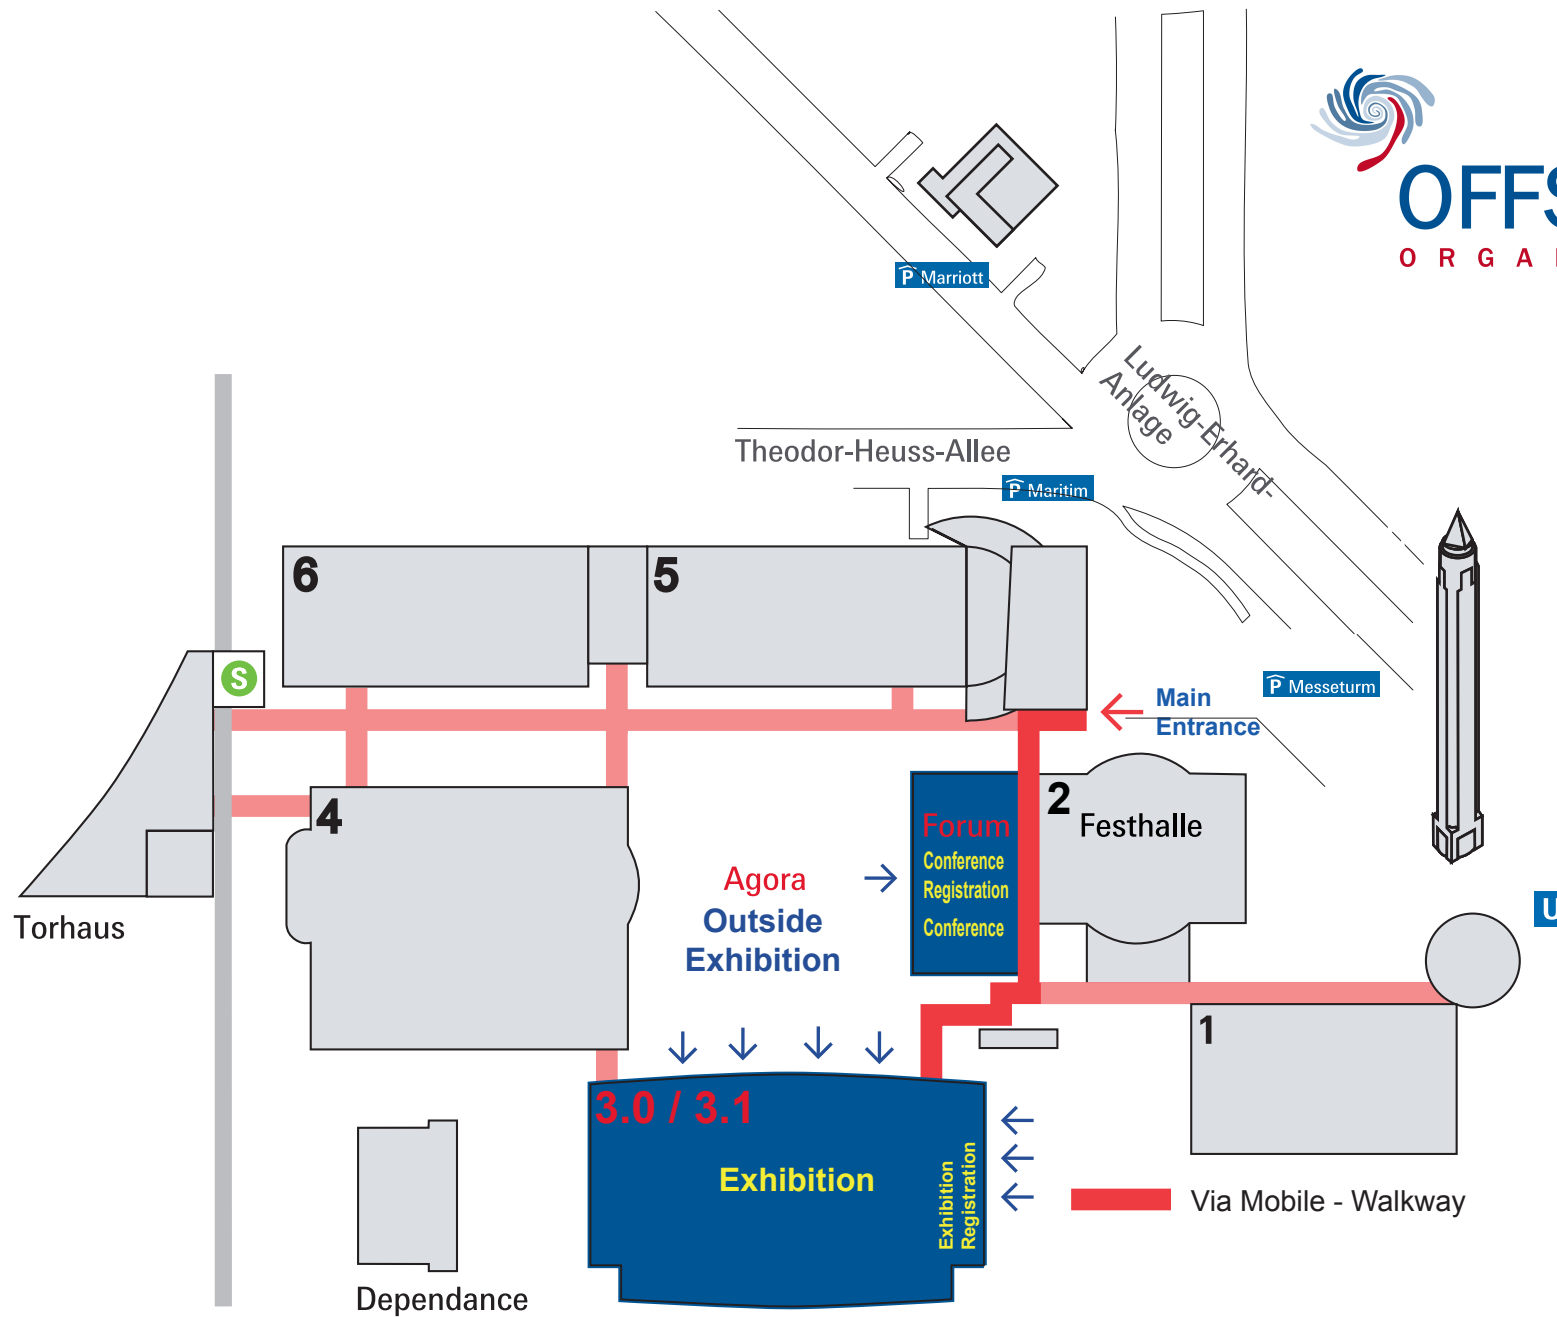 OFFS
ORGA
P Marriott
Ludwig-Erhard-
Anlage
Theodor-Heuss-Allee
P Maritim
6
5
S
P Messeturm
Main
Entrance
4
2
Festhalle
Forum
Conference
Registration
Conference
Agora
Outside
Exhibition
Torhaus
U
1
3.0 / 3.1
Exhibition
Exhibition
Registration
Via Mobile - Walkway
Dependance